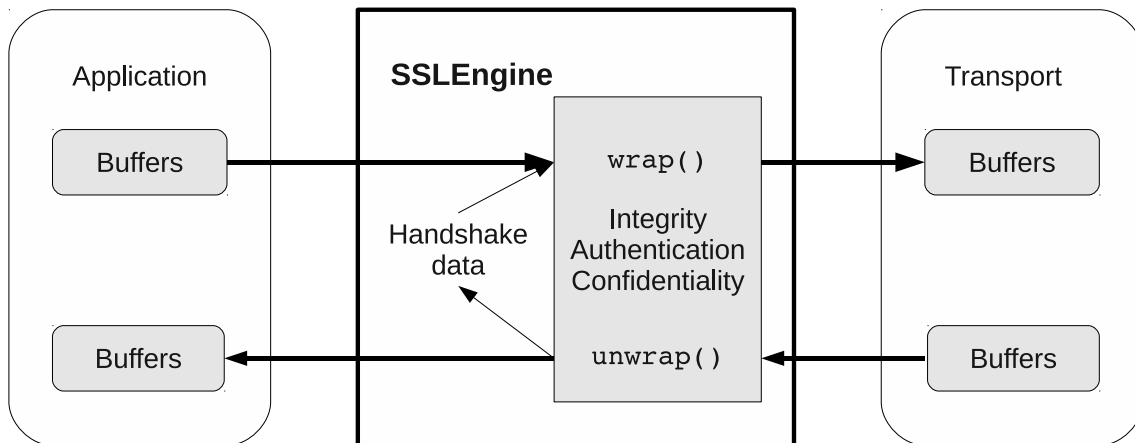 Application
SSLEngine
Transport
Buffers
wrap()
Buffers
Handshake
data
Integrity
Authentication
Confidentiality
Buffers
unwrap()
Buffers